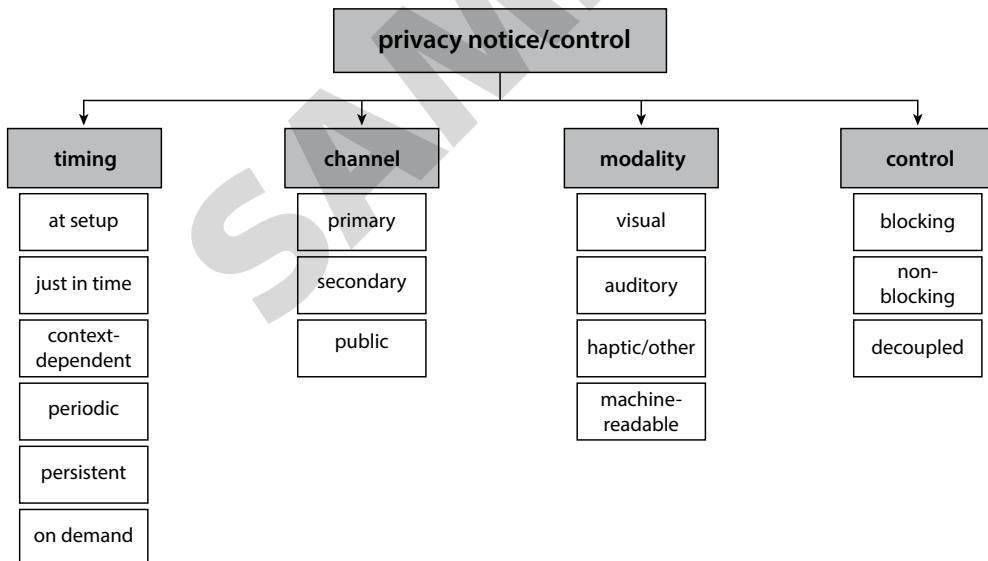 privacy notice/control
timing
at setup
just in time
context-
dependent
periodic
persistent
on demand
channel
primary
secondary
public
modality
visual
auditory
haptic/other
machine-
readable
control
blocking
non-
blocking
decoupled